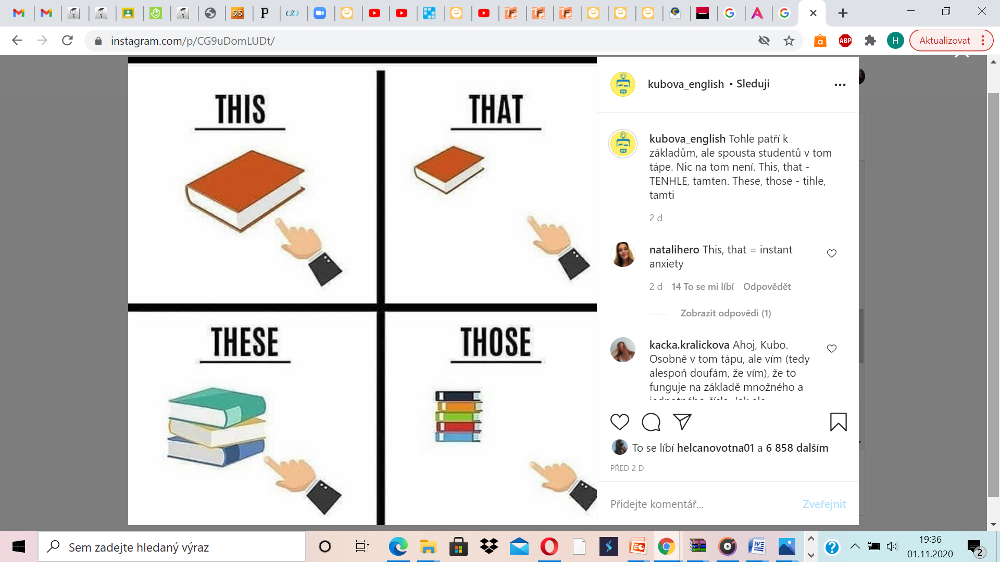 SIS
P
instagram.com/p/CG9uDomLUDt/
ABP
H
Aktualizovat
THIS
THAT
THESE
THOSE
kubova_english • Sleduji
kubova_english Tohle patří k
základům, ale spousta studentů v tom
tápe. Nic na tom není. This, that -
TENHLE, tamten. These, those - tihle,
tamti
2 d
natalihero This, that = instant
anxiety
2 d 14 To se mi líbí Odpovědět
Zobrazit odpovědi (1)
kacka.kralickova Ahoj, Kubo.
Osobně v tom tápu, ale vím (tedy
alespoň doufám, že vím), že to
funguje na základě množného a
To se líbí helcanovotna01 a 6 858 dalším
PŘED 2 D
Přidejte komentář...
Zveřejnit
Sem zadejte hledaný výraz
19:36
01.11.2020
2